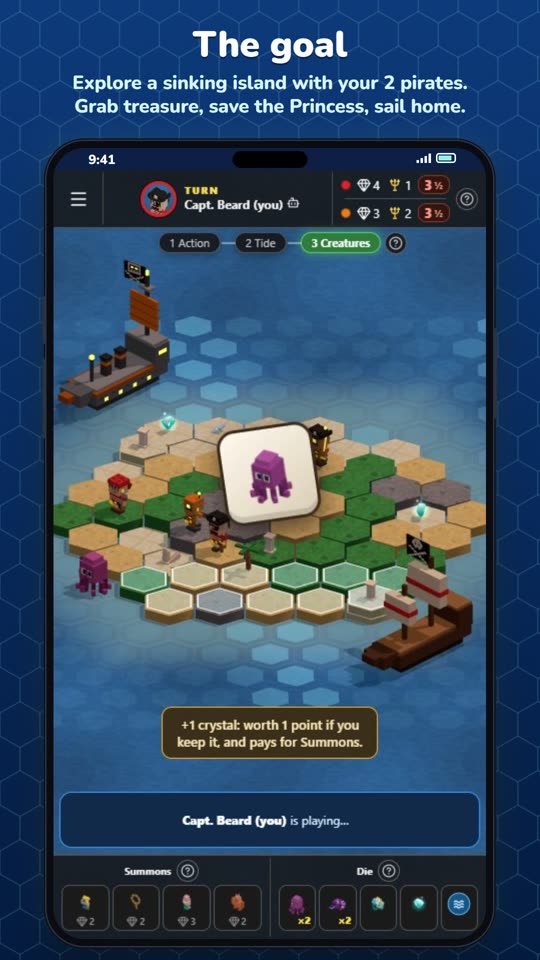 The goal
Explore a sinking island with your 2 pirates.
Grab treasure, save the Princess, sail home.
9:41
TURN
Capt. Beard (you)
4 1 3 ½
3 2 3 ½
?
1 Action 2 Tide 3 Creatures ?
+1 crystal: worth 1 point if you
keep it, and pays for Summons.
Capt. Beard (you) is playing...
Summons ? Die ?
2 2 3 2 x2 x2